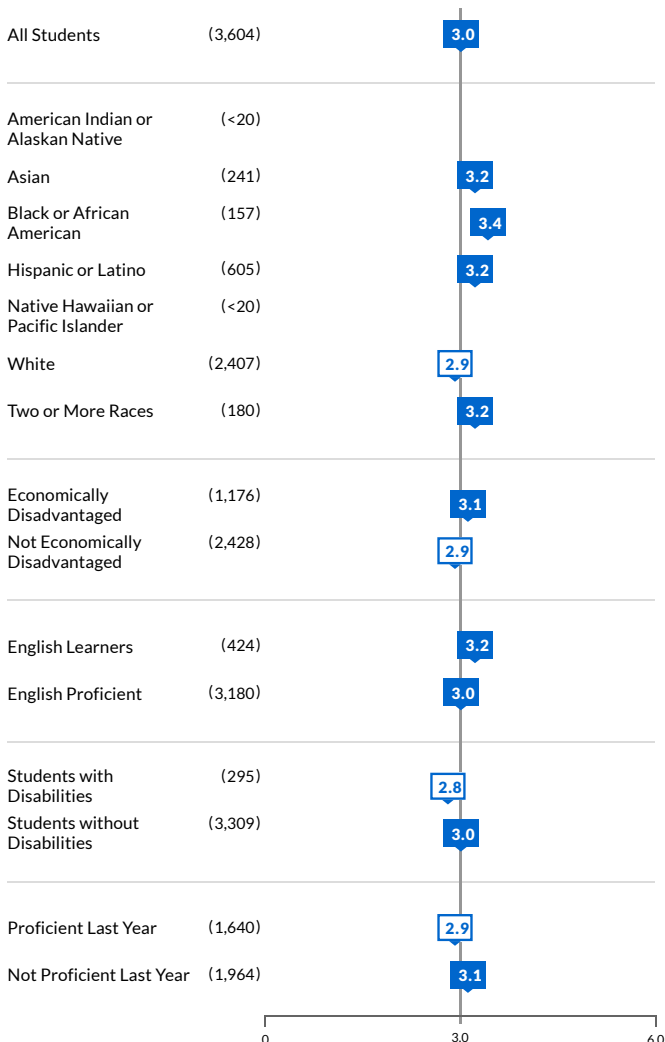 All Students (3,604) 3.0
American Indian or (<20)
Alaskan Native
Asian (241) 3.2
Black or African (157) 3.4
American
Hispanic or Latino (605) 3.2
Native Hawaiian or (<20)
Pacific Islander
White (2,407) 2.9
Two or More Races (180) 3.2
Economically (1,176) 3.1
Disadvantaged
Not Economically (2,428) 2.9
Disadvantaged
English Learners (424) 3.2
English Proficient (3,180) 3.0
Students with (295) 2.8
Disabilities
Students without (3,309) 3.0
Disabilities
Proficient Last Year (1,640) 2.9
Not Proficient Last Year (1,964) 3.1
0 3.0 6.0